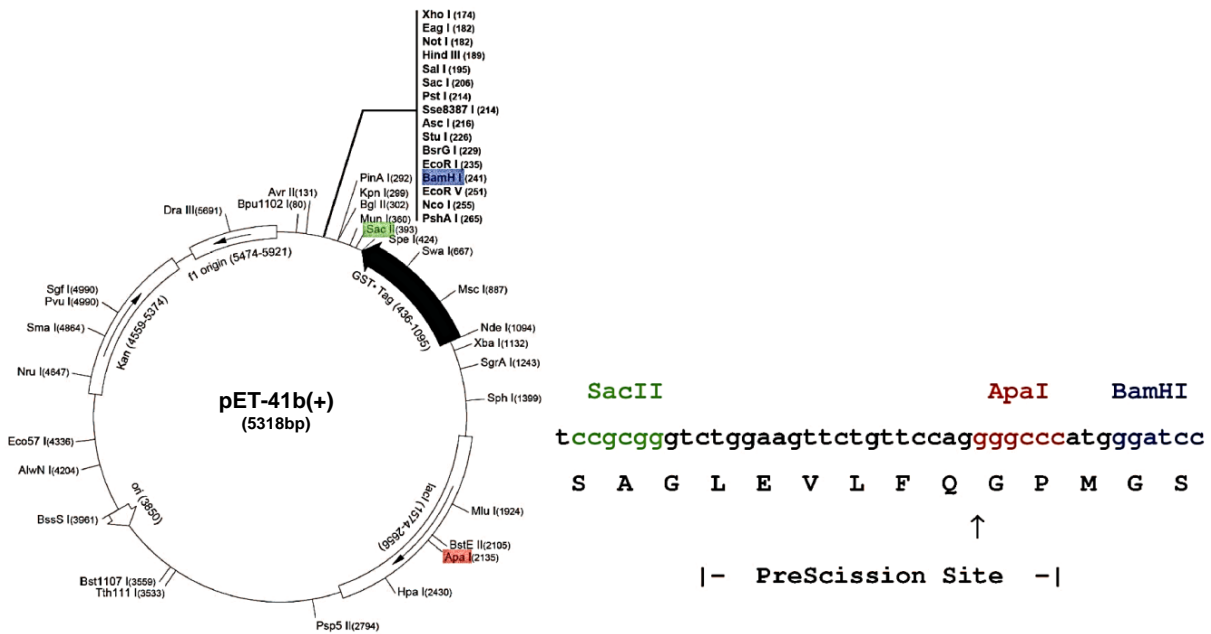 Xho I (174)
Eag I (182)
Not I (182)
Hind III (189)
Sal I (195)
Sac I (206)
Pst I (214)
Sse8387 I (214)
Asc I (216)
Stu I (226)
BsrG I (229)
EcoR I (235)
BamH I (241)
EcoR V (251)
Nco I (255)
PshA I (265)
PinA I (292)
Kpn I (299)
Bgl II (302)
Mun I (360)
Sac II (393)
Spe I (424)
Swa I (667)
Msc I (887)
Nde I (1094)
Xba I (1132)
SgrA I (1243)
Sph I (1399)
Mlu I (1924)
BstE II (2105)
Apa I (2135)
Hpa I (2430)
Psp5 II (2794)
Tth111 I (3533)
Bst1107 I (3559)
BssS I (3961)
AlwN I (4204)
Eco57 I (4336)
Nru I (4647)
Sma I (4864)
Pvu I (4990)
Sgf I (4990)
Dra III (5691)
Bpu1102 I (80)
Avr II (131)
f1 origin (5474-5921)
Kan (4559-5374)
GST•Tag (436-1095)
lacI (1574-2656)
ori (3850)
pET-41b(+)
(5318bp)
SacII ApaI BamHI
tccgcgggtctggaagttctgttccaggggcccatgggatcc
S A G L E V L F Q G P M G S
↑
|- PreScission Site -|